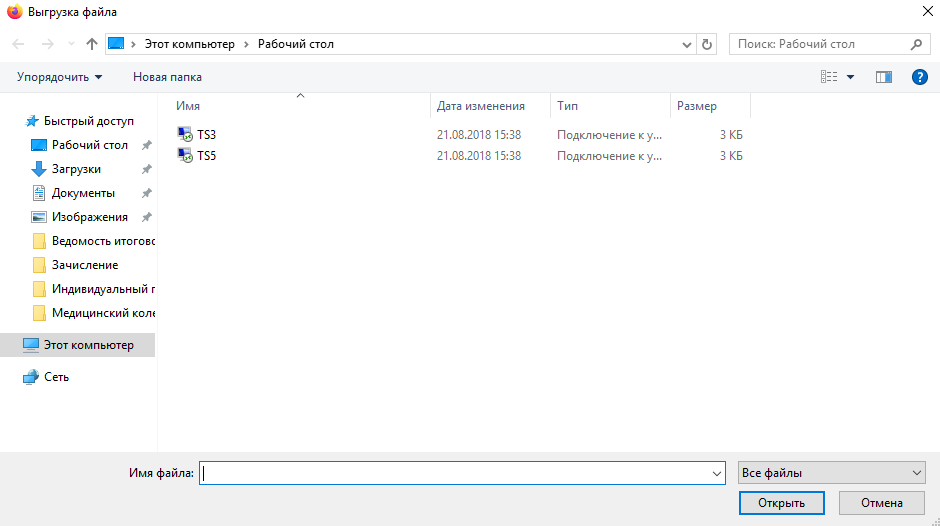 Выгрузка файла
Этот компьютер
Рабочий стол
Поиск: Рабочий стол
Упорядочить
Новая папка
?
Имя
Дата изменения
Тип
Размер
TS3
21.08.2018 15:38
Подключение к у...
3 КБ
TS5
21.08.2018 15:38
Подключение к у...
3 КБ
Быстрый доступ
Рабочий стол
Загрузки
Документы
Изображения
Ведомость итогово
Зачисление
Индивидуальный п
Медицинский коле
Этот компьютер
Сеть
Имя файла:
Все файлы
Открыть
Отмена